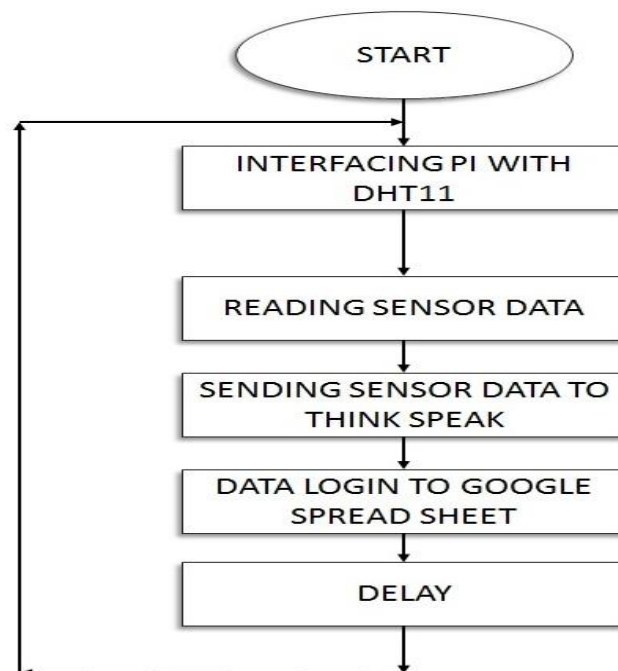 START
INTERFACING PI WITH
DHT11
READING SENSOR DATA
SENDING SENSOR DATA TO
THINK SPEAK
DATA LOGIN TO GOOGLE
SPREAD SHEET
DELAY